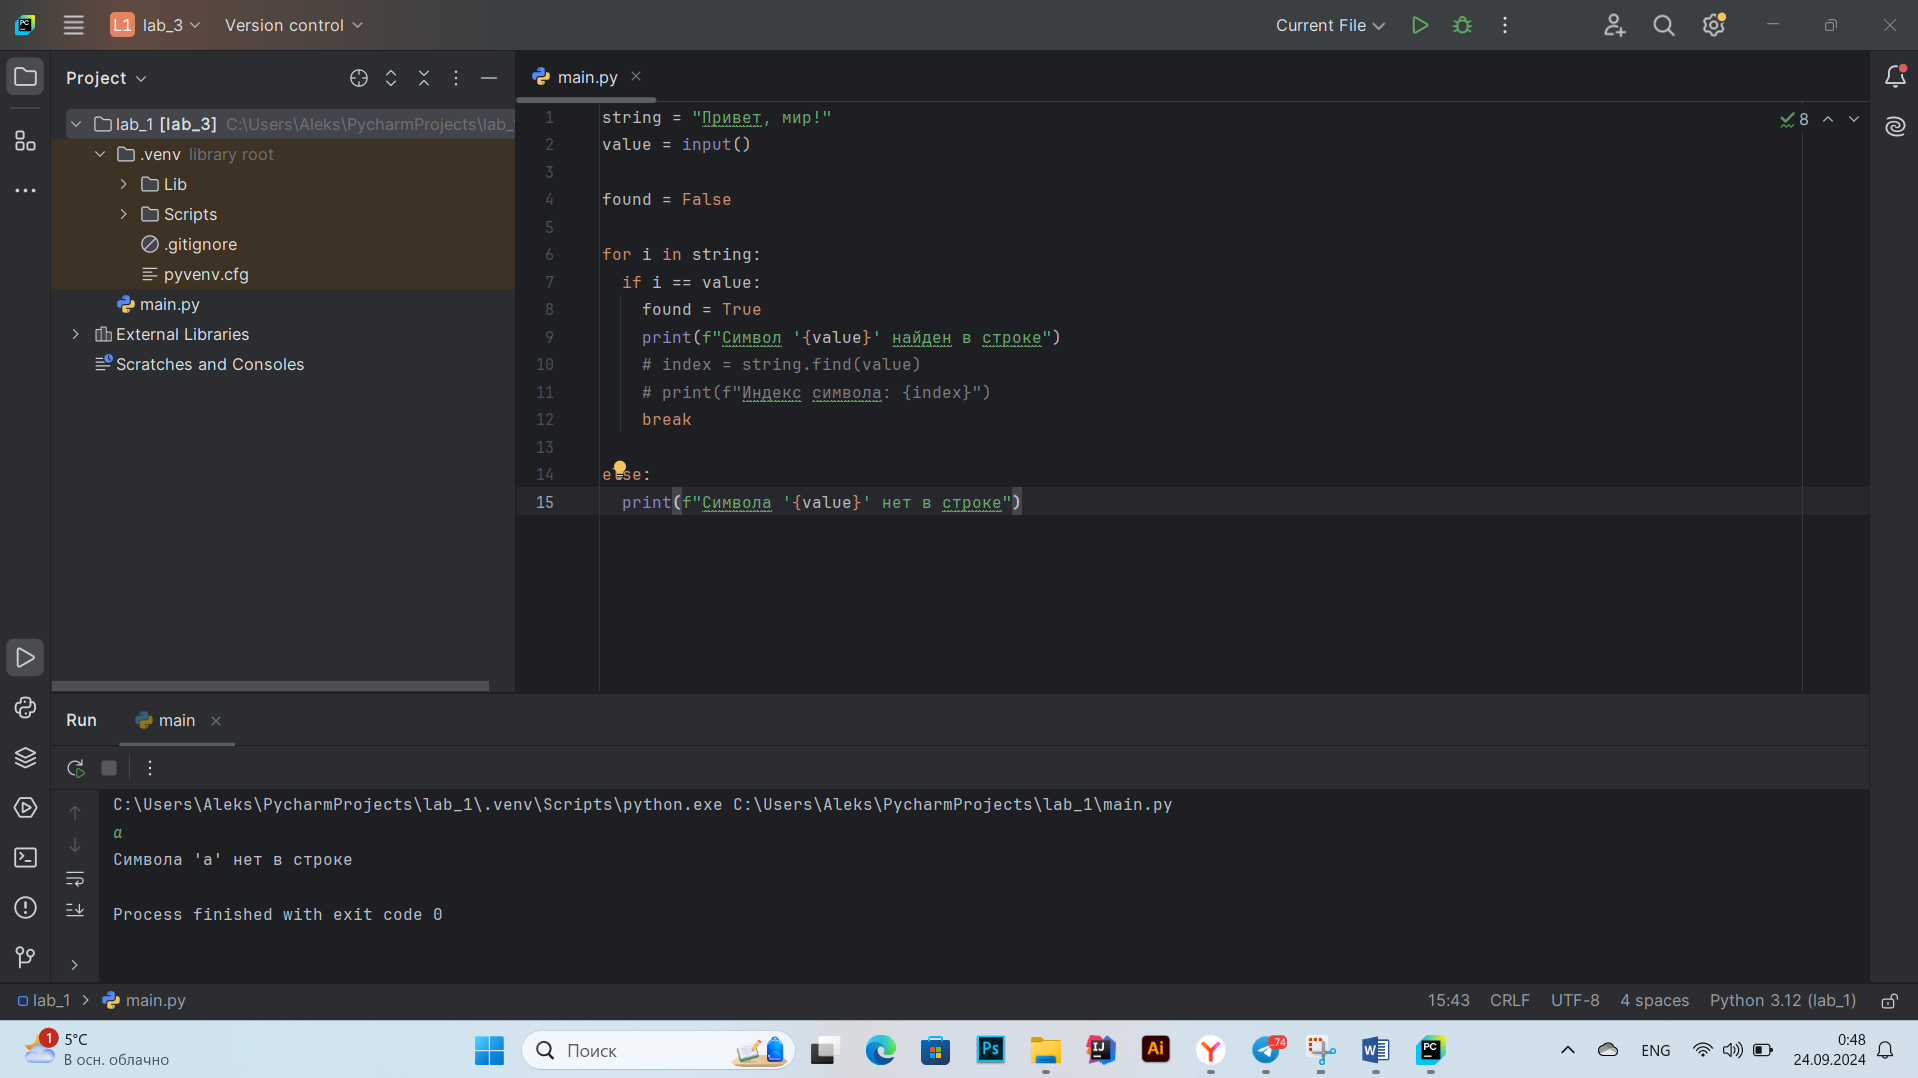 L1 lab_3 Version control Current File
Project main.py
lab_1 [lab_3] C:\Users\Aleks\PycharmProjects\lab_
.venv library root
Lib
Scripts
.gitignore
pyvenv.cfg
main.py
External Libraries
Scratches and Consoles
8
1 string = "Привет, мир!"
2 value = input()
3
4 found = False
5
6 for i in string:
7 if i == value:
8 found = True
9 print(f"Символ '{value}' найден в строке")
10 # index = string.find(value)
11 # print(f"Индекс символа: {index}")
12 break
13
14 else:
15 print(f"Символа '{value}' нет в строке")
Run main
C:\Users\Aleks\PycharmProjects\lab_1\.venv\Scripts\python.exe C:\Users\Aleks\PycharmProjects\lab_1\main.py
а
Символа 'а' нет в строке
Process finished with exit code 0
lab_1 main.py 15:43 CRLF UTF-8 4 spaces Python 3.12 (lab_1)
1 5°C
В осн. облачно
Поиск
Ps
IJ
Ai
74
W
PC
ENG
0:48
24.09.2024